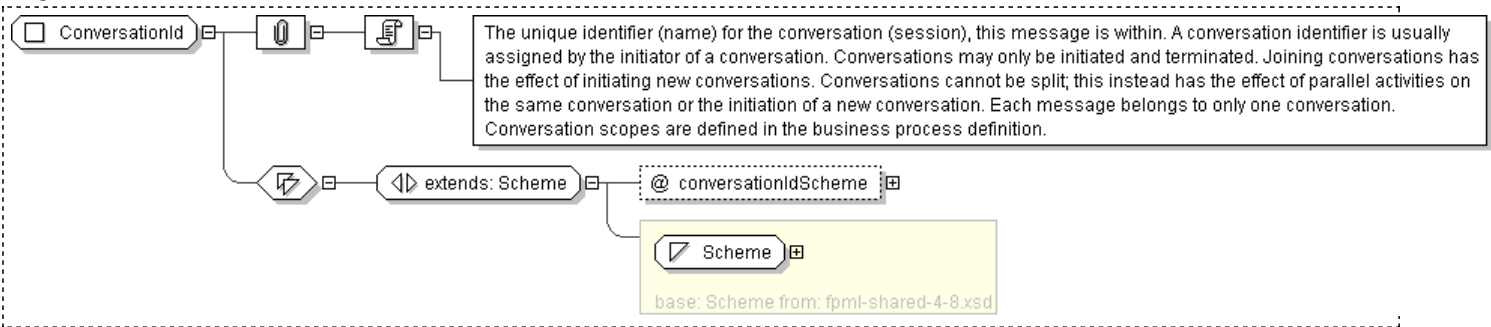 ConversationId
The unique identifier (name) for the conversation (session), this message is within. A conversation identifier is usually
assigned by the initiator of a conversation. Conversations may only be initiated and terminated. Joining conversations has
the effect of initiating new conversations. Conversations cannot be split; this instead has the effect of parallel activities on
the same conversation or the initiation of a new conversation. Each message belongs to only one conversation.
Conversation scopes are defined in the business process definition.
extends: Scheme
@ conversationIdScheme
Scheme
base: Scheme from: fpml-shared-4-8.xsd